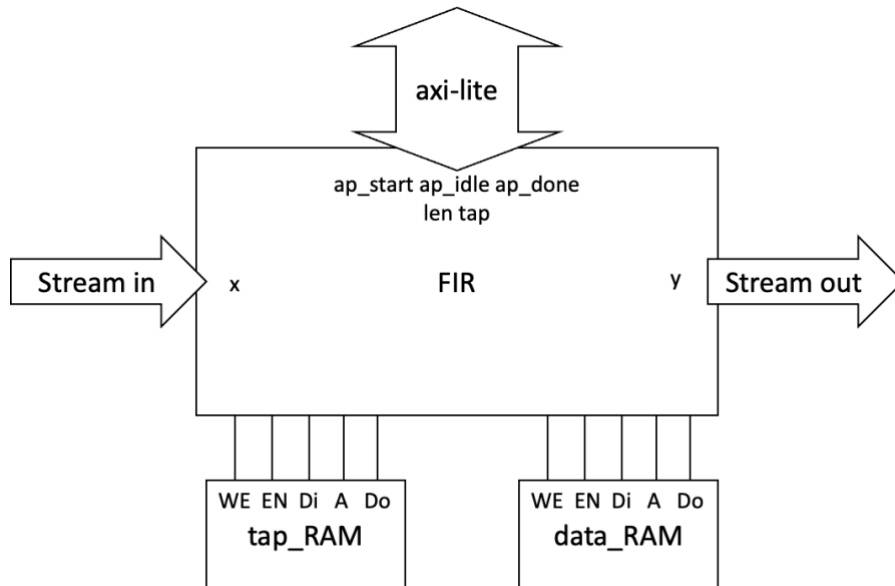 axi-lite
ap_start ap_idle ap_done
len tap
Stream in
x
FIR
y
Stream out
WE EN Di A Do
tap_RAM
WE EN Di A Do
data_RAM